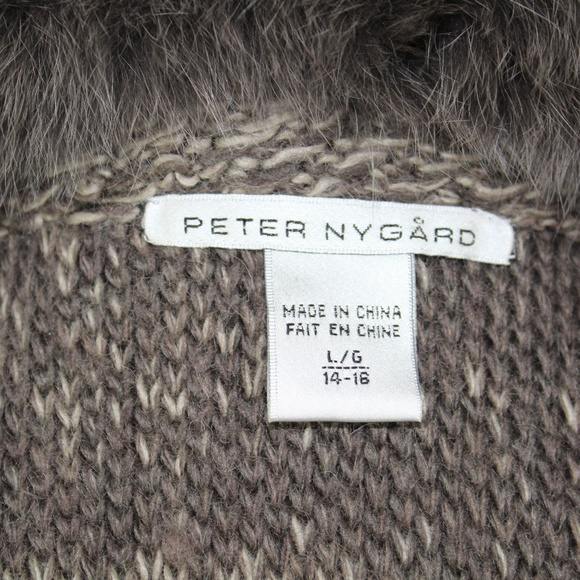 PETER NYGÅRD
MADE IN CHINA
FAIT EN CHINE
L/G
14-16